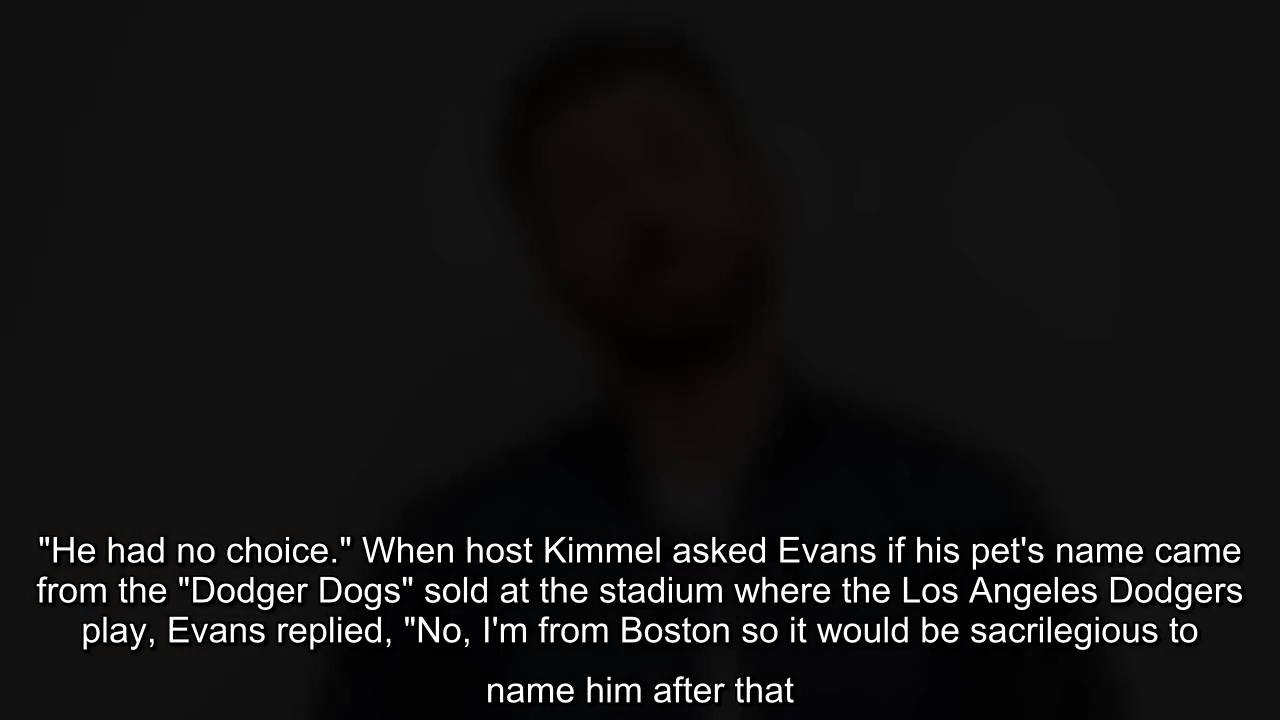 "He had no choice." When host Kimmel asked Evans if his pet's name came
from the "Dodger Dogs" sold at the stadium where the Los Angeles Dodgers
play, Evans replied, "No, I'm from Boston so it would be sacrilegious to
name him after that